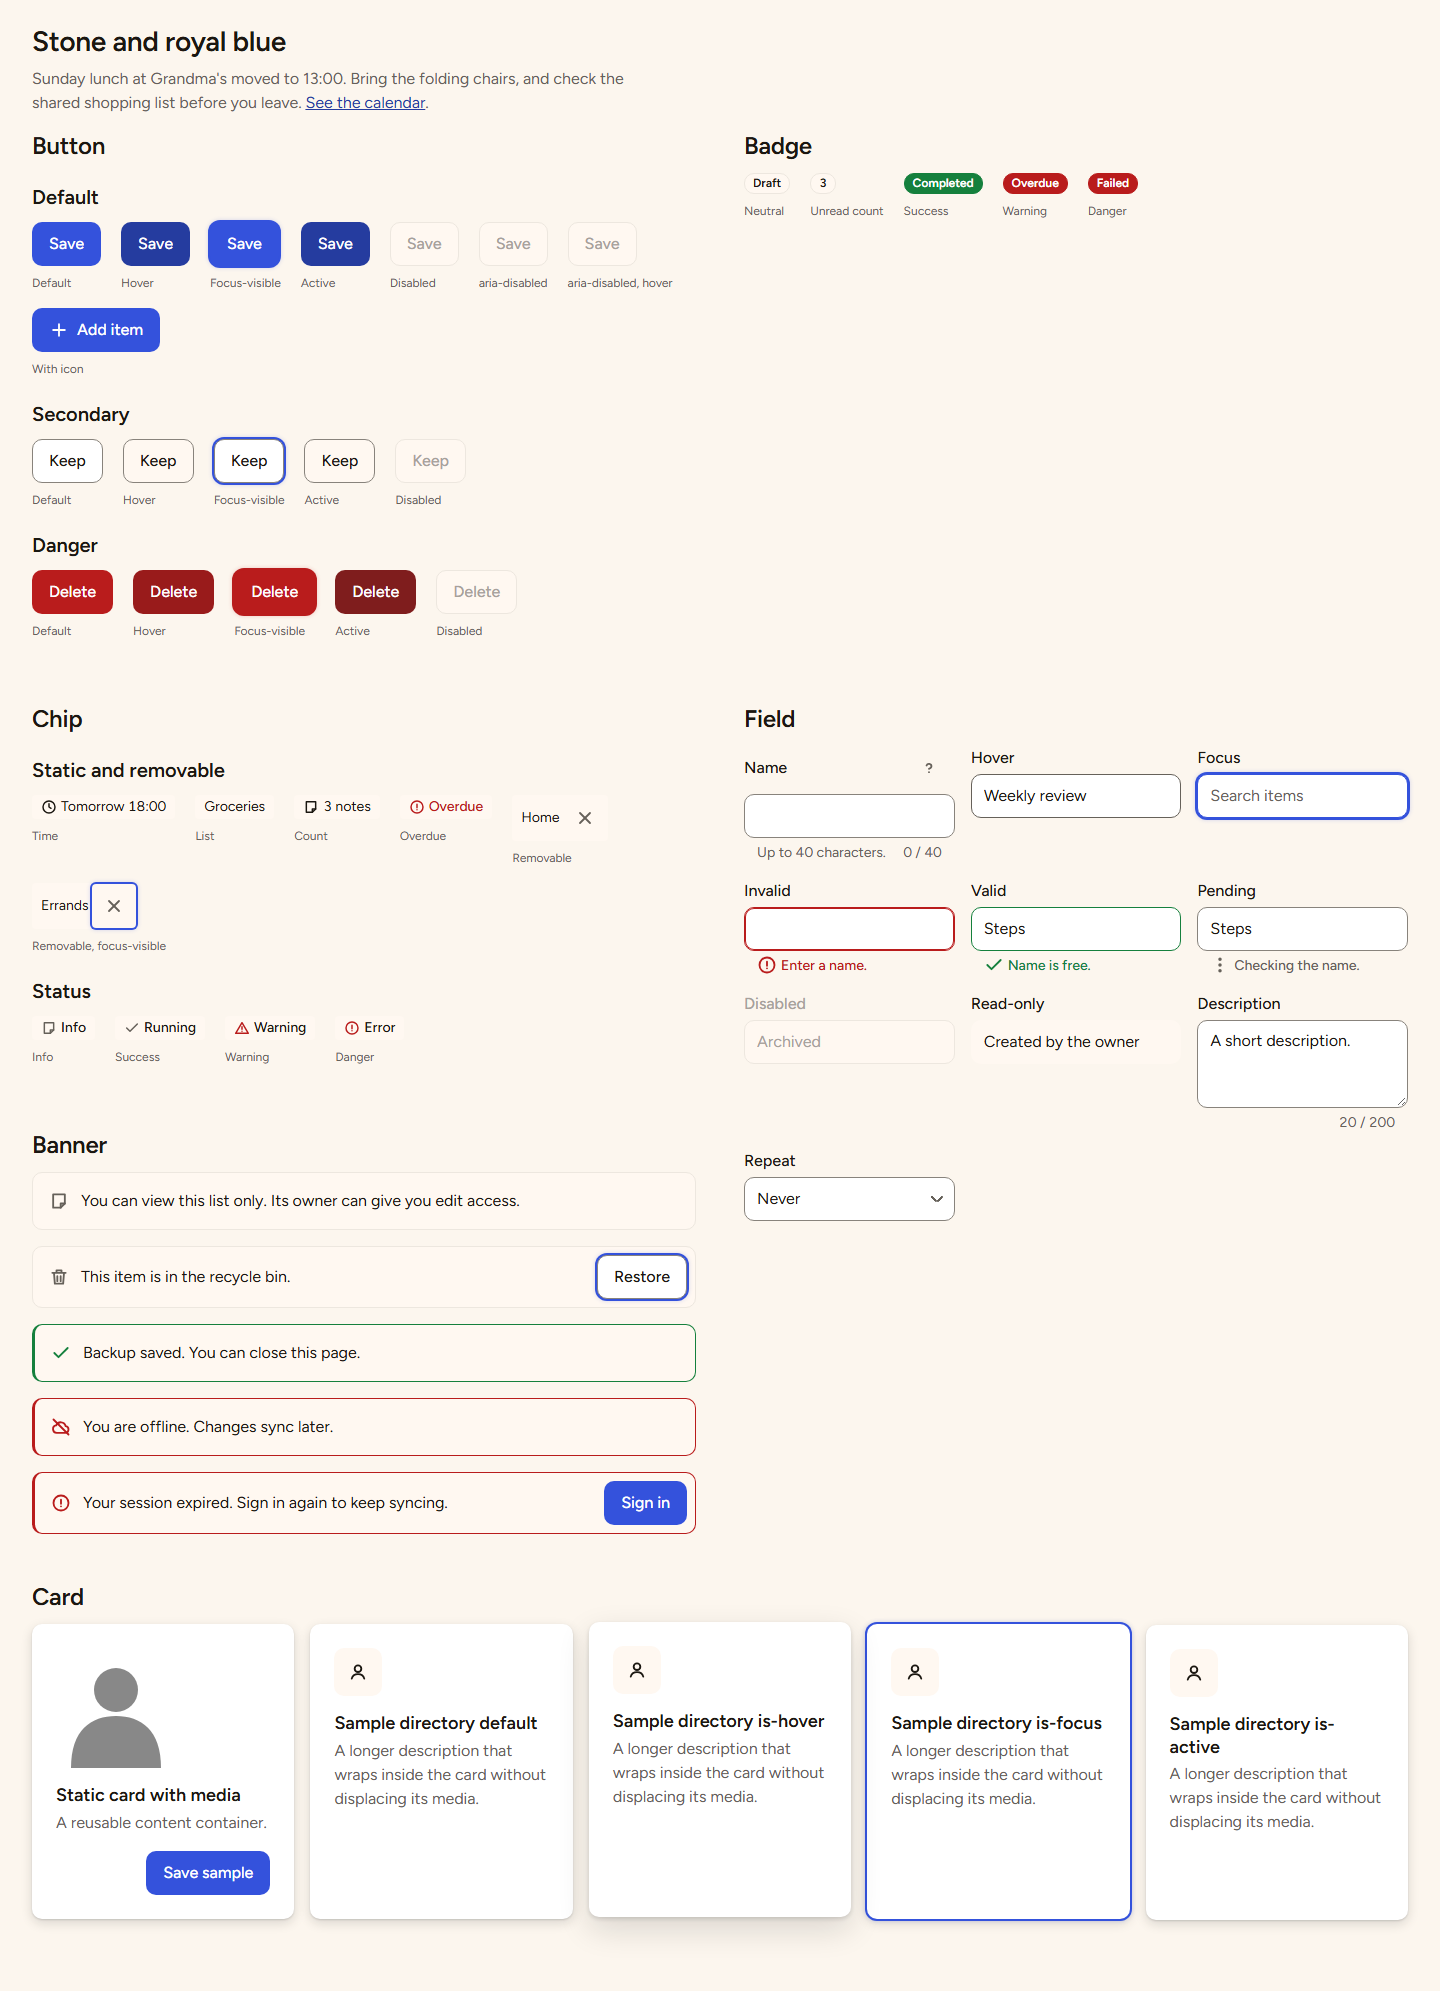 Stone and royal blue
Sunday lunch at Grandma's moved to 13:00. Bring the folding chairs, and check the
shared shopping list before you leave. See the calendar.
Button
Default
Save Save Save Save Save Save Save
Default Hover Focus-visible Active Disabled aria-disabled aria-disabled, hover
Add item
With icon
Secondary
Keep Keep Keep Keep Keep
Default Hover Focus-visible Active Disabled
Danger
Delete Delete Delete Delete Delete
Default Hover Focus-visible Active Disabled
Badge
Draft 3 Completed Overdue Failed
Neutral Unread count Success Warning Danger
Chip
Static and removable
Tomorrow 18:00 Groceries 3 notes Overdue Home
Time List Count Overdue Removable
Errands
Removable, focus-visible
Status
Info Running Warning Error
Info Success Warning Danger
Field
Name ? Hover Focus
Weekly review Search items
Up to 40 characters. 0 / 40
Invalid Valid Pending
Steps Steps
Enter a name. Name is free. Checking the name.
Disabled Read-only Description
Archived Created by the owner A short description.
20 / 200
Repeat
Never
Banner
You can view this list only. Its owner can give you edit access.
This item is in the recycle bin. Restore
Backup saved. You can close this page.
You are offline. Changes sync later.
Your session expired. Sign in again to keep syncing. Sign in
Card
Static card with media
A reusable content container.
Save sample
Sample directory default
A longer description that
wraps inside the card without
displacing its media.
Sample directory is-hover
A longer description that
wraps inside the card without
displacing its media.
Sample directory is-focus
A longer description that
wraps inside the card without
displacing its media.
Sample directory is-
active
A longer description that
wraps inside the card without
displacing its media.